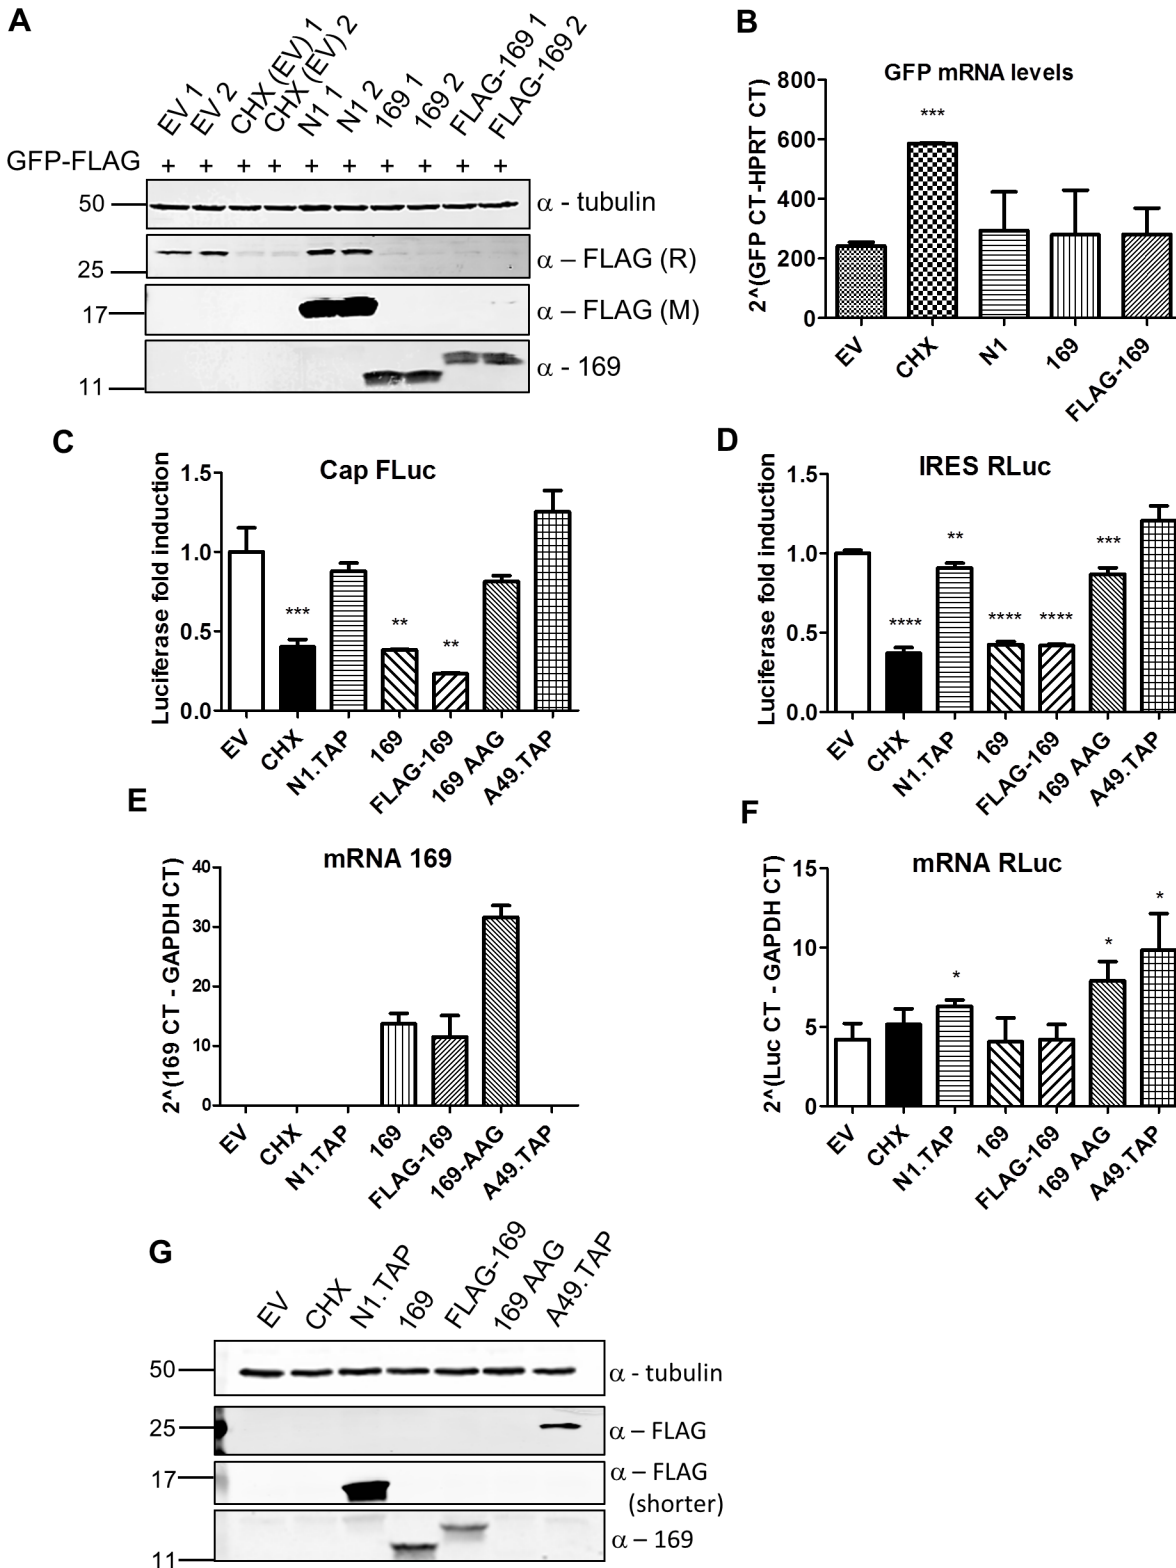 A
EV 1
EV 2
CHX (EV) 1
CHX (EV) 2
N1 1
N1 2
169 1
169 2
FLAG-169 1
FLAG-169 2
GFP-FLAG + + + + + + + + + +
50 α - tubulin
25 α – FLAG (R)
17 α – FLAG (M)
11 α - 169
B
GFP mRNA levels
2^(GFP CT-HPRT CT)
800
600
400
200
0
***
EV
CHX
N1
169
FLAG-169
C
Cap FLuc
Luciferase fold induction
1.5
1.0
0.5
0.0
***
**
**
EV
CHX
N1.TAP
169
FLAG-169
169 AAG
A49.TAP
D
IRES RLuc
Luciferase fold induction
1.5
1.0
0.5
0.0
****
**
****
****
***
EV
CHX
N1.TAP
169
FLAG-169
169 AAG
A49.TAP
E
mRNA 169
2^(169 CT - GAPDH CT)
40
30
20
10
0
EV
CHX
N1.TAP
169
FLAG-169
169-AAG
A49.TAP
F
mRNA RLuc
2^(Luc CT - GAPDH CT)
15
10
5
0
*
*
*
EV
CHX
N1.TAP
169
FLAG-169
169 AAG
A49.TAP
G
EV
CHX
N1.TAP
169
FLAG-169
169 AAG
A49.TAP
50 α - tubulin
25 α – FLAG
17 α – FLAG
(shorter)
α – 169
11